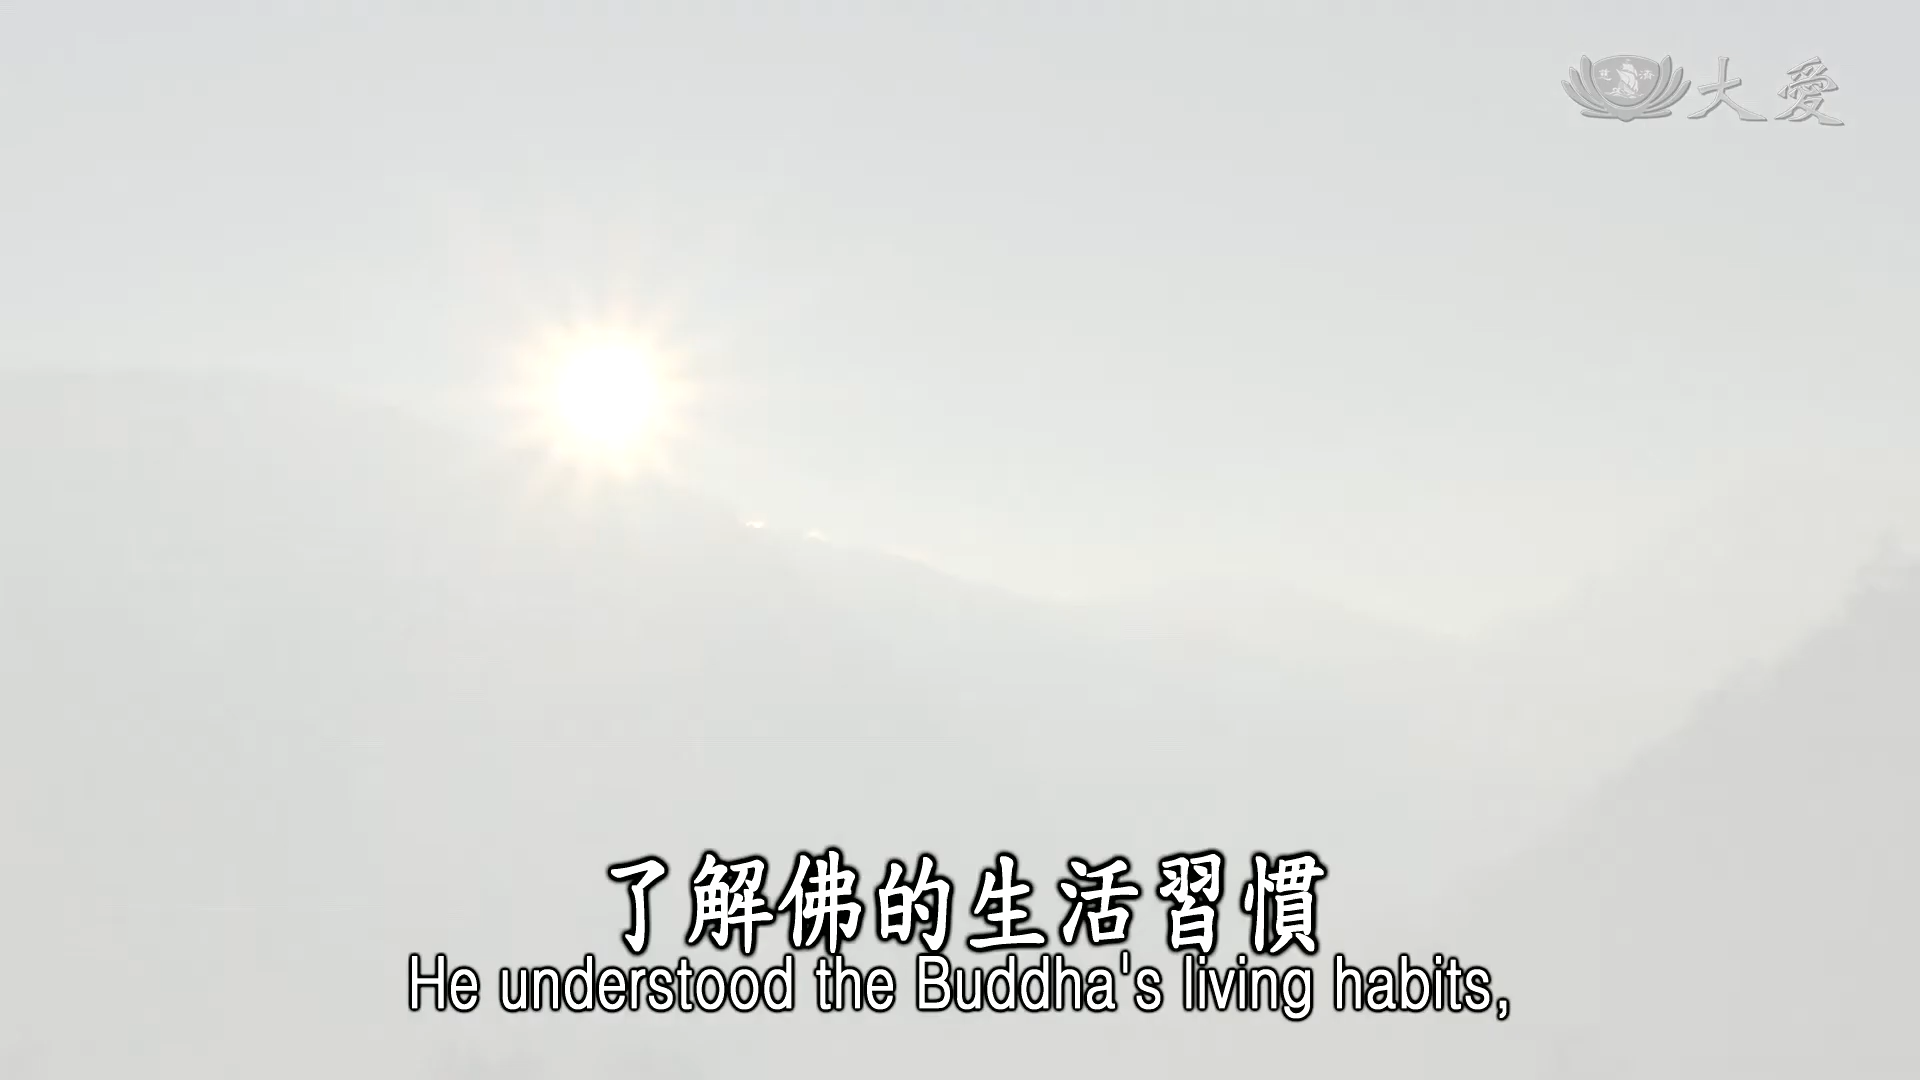 大愛
了解佛的生活習慣
He understood the Buddha's living habits,